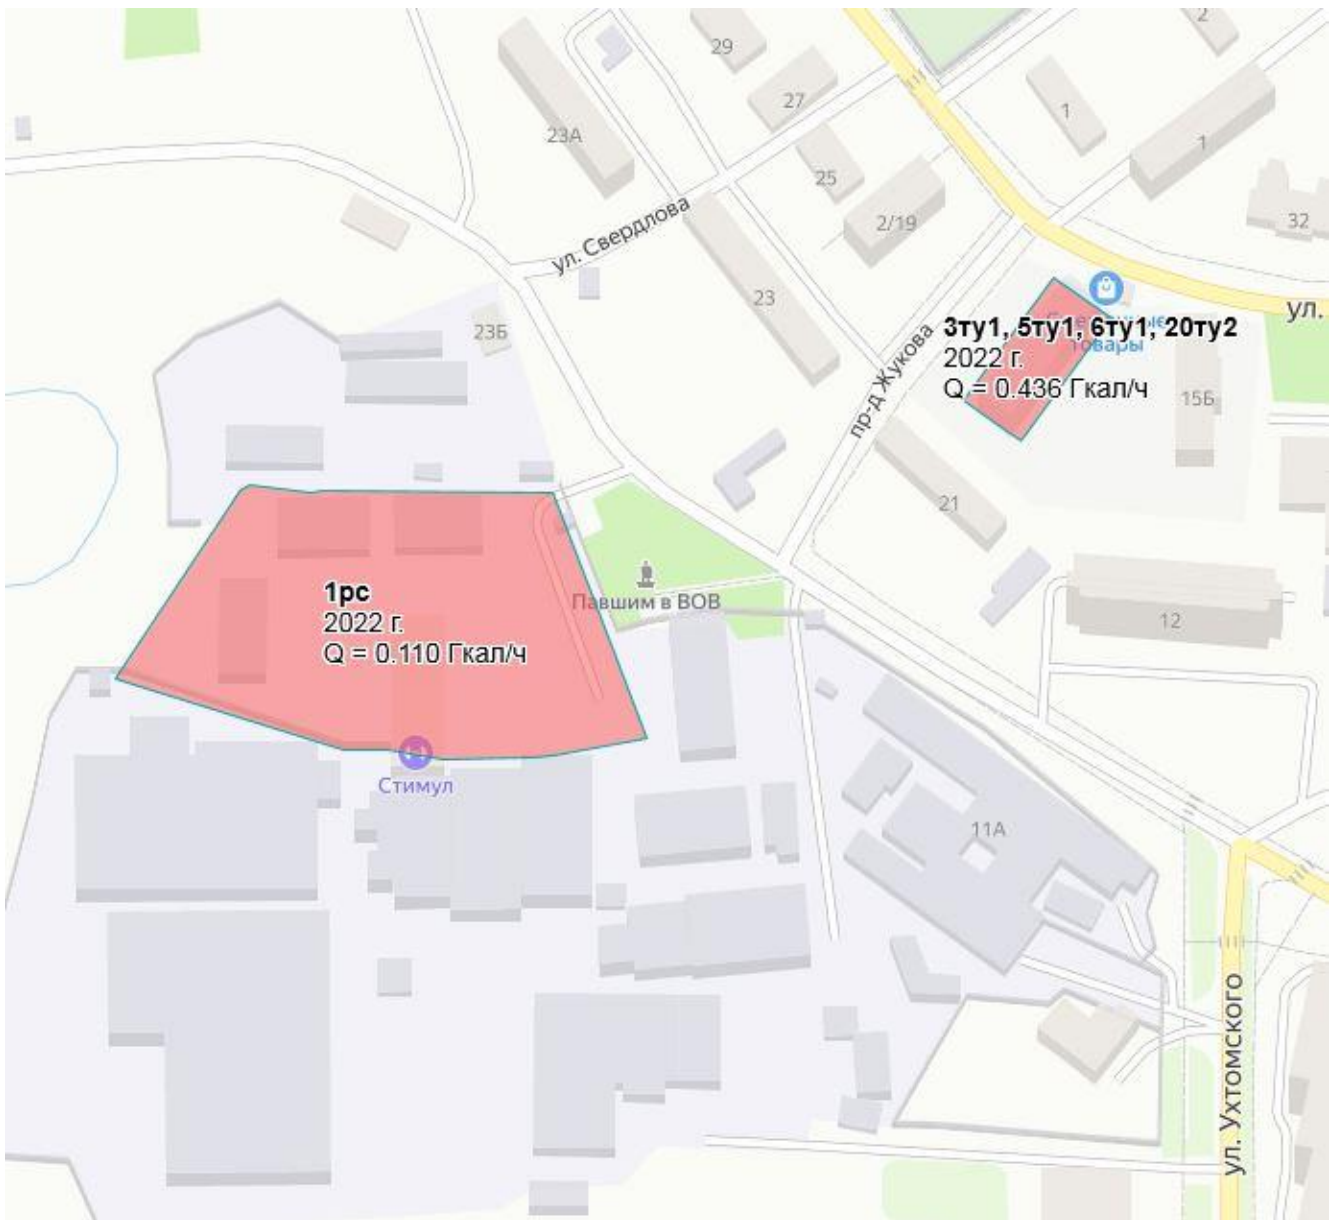 2
29
27
1
23А
1
25
2/19
32
ул. Свердлова
23
ул.
3ту1, 5ту1, 6ту1, 20ту2
2022 г.
товары
Q = 0.436 Гкал/ч
23Б
пр-д Жукова
15Б
21
1рс
2022 г.
Q = 0.110 Гкал/ч
Павшим в ВОВ
12
Стимул
11А
ул. Ухтомского